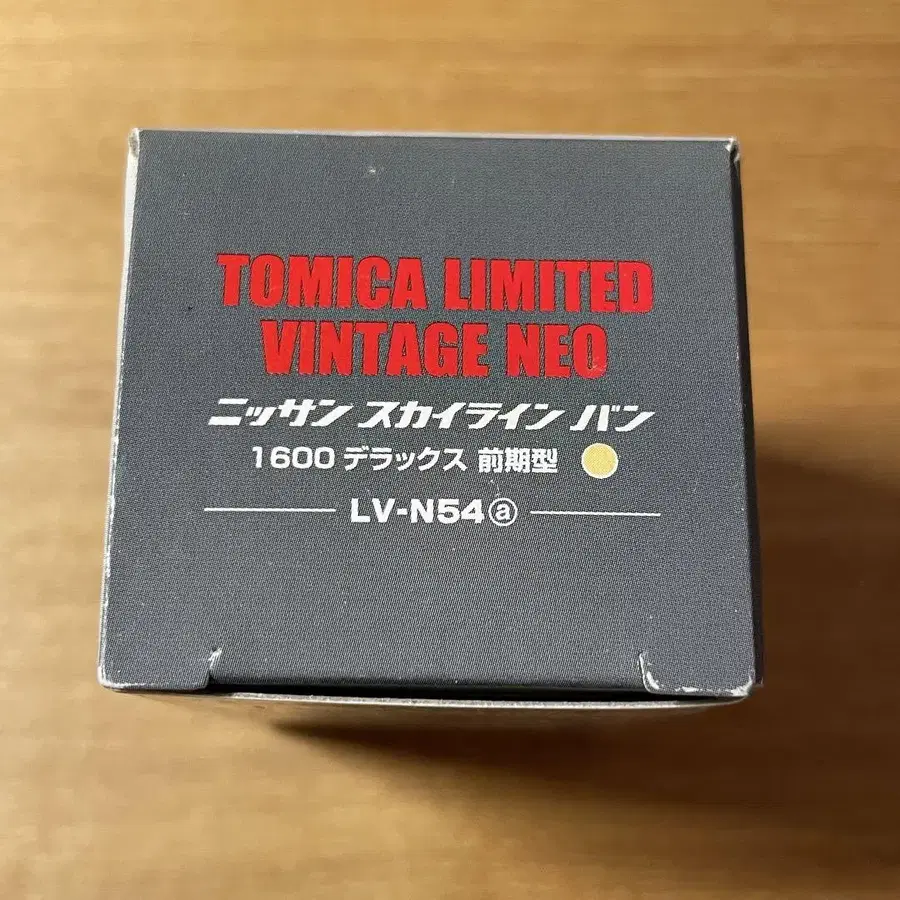 TOMICA LIMITED
VINTAGE NEO
ニッサン スカイライン バン
1600 デラックス 前期型
LV-N54ⓐ